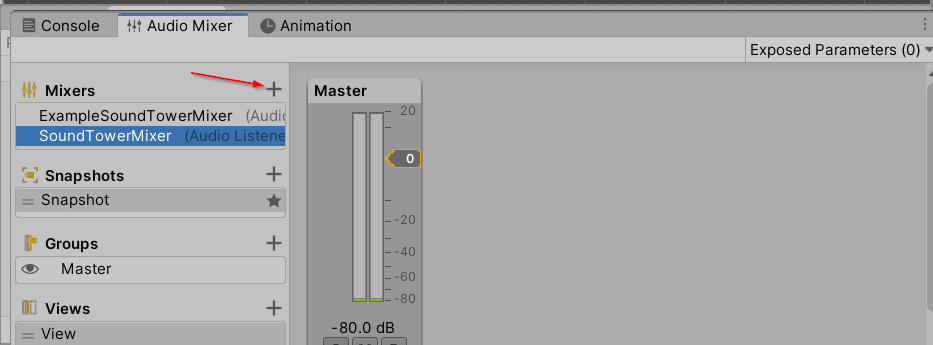 Console
Audio Mixer
Animation
Exposed Parameters (0)
Mixers
ExampleSoundTowerMixer (Audio
SoundTowerMixer (Audio Listene
Snapshots
Snapshot
Groups
Master
Views
View
Master
20
0
-20
-40
-60
-80
-80.0 dB